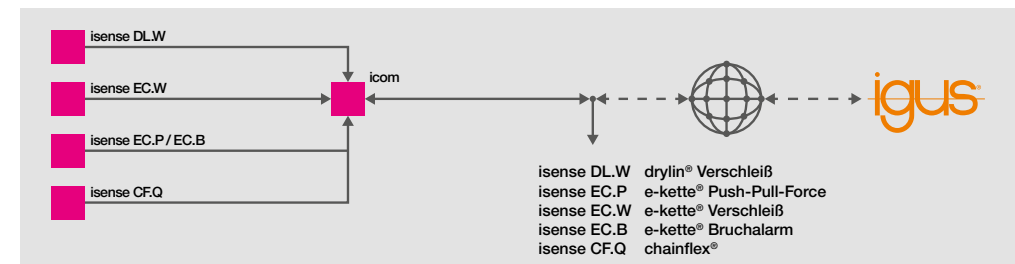 isense DL.W
isense EC.W
icom
isense EC.P / EC.B
isense CF.Q
igus®
isense DL.W drylin® Verschleiß
isense EC.P e-kette® Push-Pull-Force
isense EC.W e-kette® Verschleiß
isense EC.B e-kette® Bruchalarm
isense CF.Q chainflex®